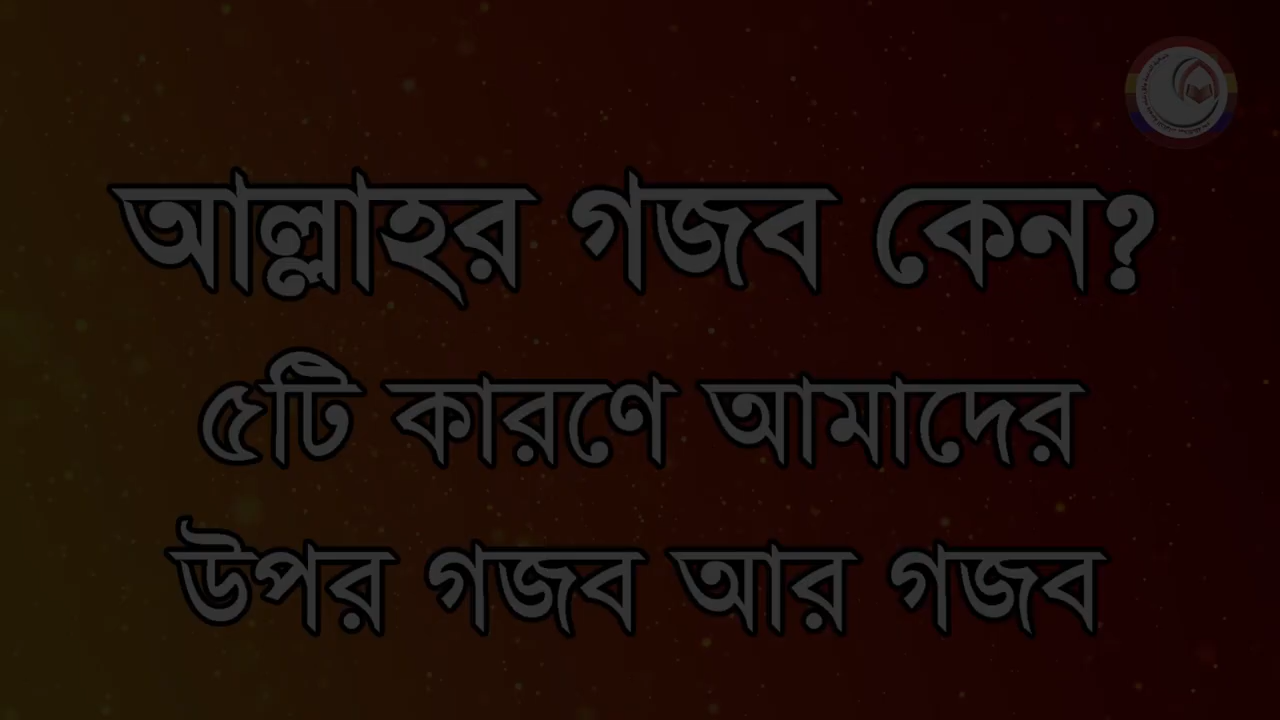 আল্লাহর গজব কেন?
৫টি কারণে আমাদের
উপর গজব আর গজব